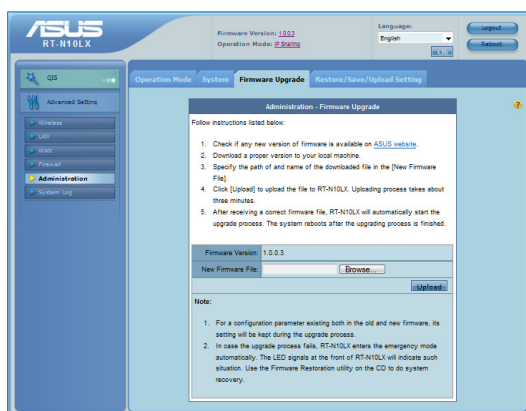 ASUS
RT-N10LX
Firmware Version: 1.0.0.3
Operation Mode: IP Sharing
Language:
English
Logout
Reboot
QIS
Advanced Setting
Wireless
LAN
WAN
Firewall
Administration
System Log
Operation Mode System Firmware Upgrade Restore/Save/Upload Setting
Administration - Firmware Upgrade
Follow instructions listed below:
1. Check if any new version of firmware is available on ASUS website.
2. Download a proper version to your local machine.
3. Specify the path of and name of the downloaded file in the [New Firmware
File].
4. Click [Upload] to upload the file to RT-N10LX. Uploading process takes about
three minutes.
5. After receiving a correct firmware file, RT-N10LX will automatically start the
upgrade process. The system reboots after the upgrading process is finished.
Firmware Version: 1.0.0.3
New Firmware File: Browse...
Upload
Note:
1. For a configuration parameter existing both in the old and new firmware, its
setting will be kept during the upgrade process.
2. In case the upgrade process fails, RT-N10LX enters the emergency mode
automatically. The LED signals at the front of RT-N10LX will indicate such
situation. Use the Firmware Restoration utility on the CD to do system
recovery.